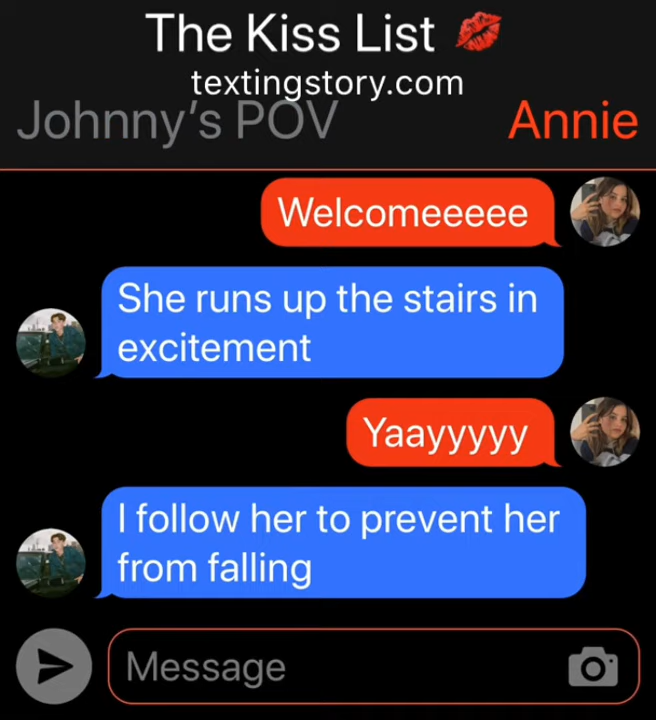 The Kiss List 💋
textingstory.com
Johnny's POV
Annie
Welcomeeeee
She runs up the stairs in
excitement
Yaayyyyy
I follow her to prevent her
from falling
Message